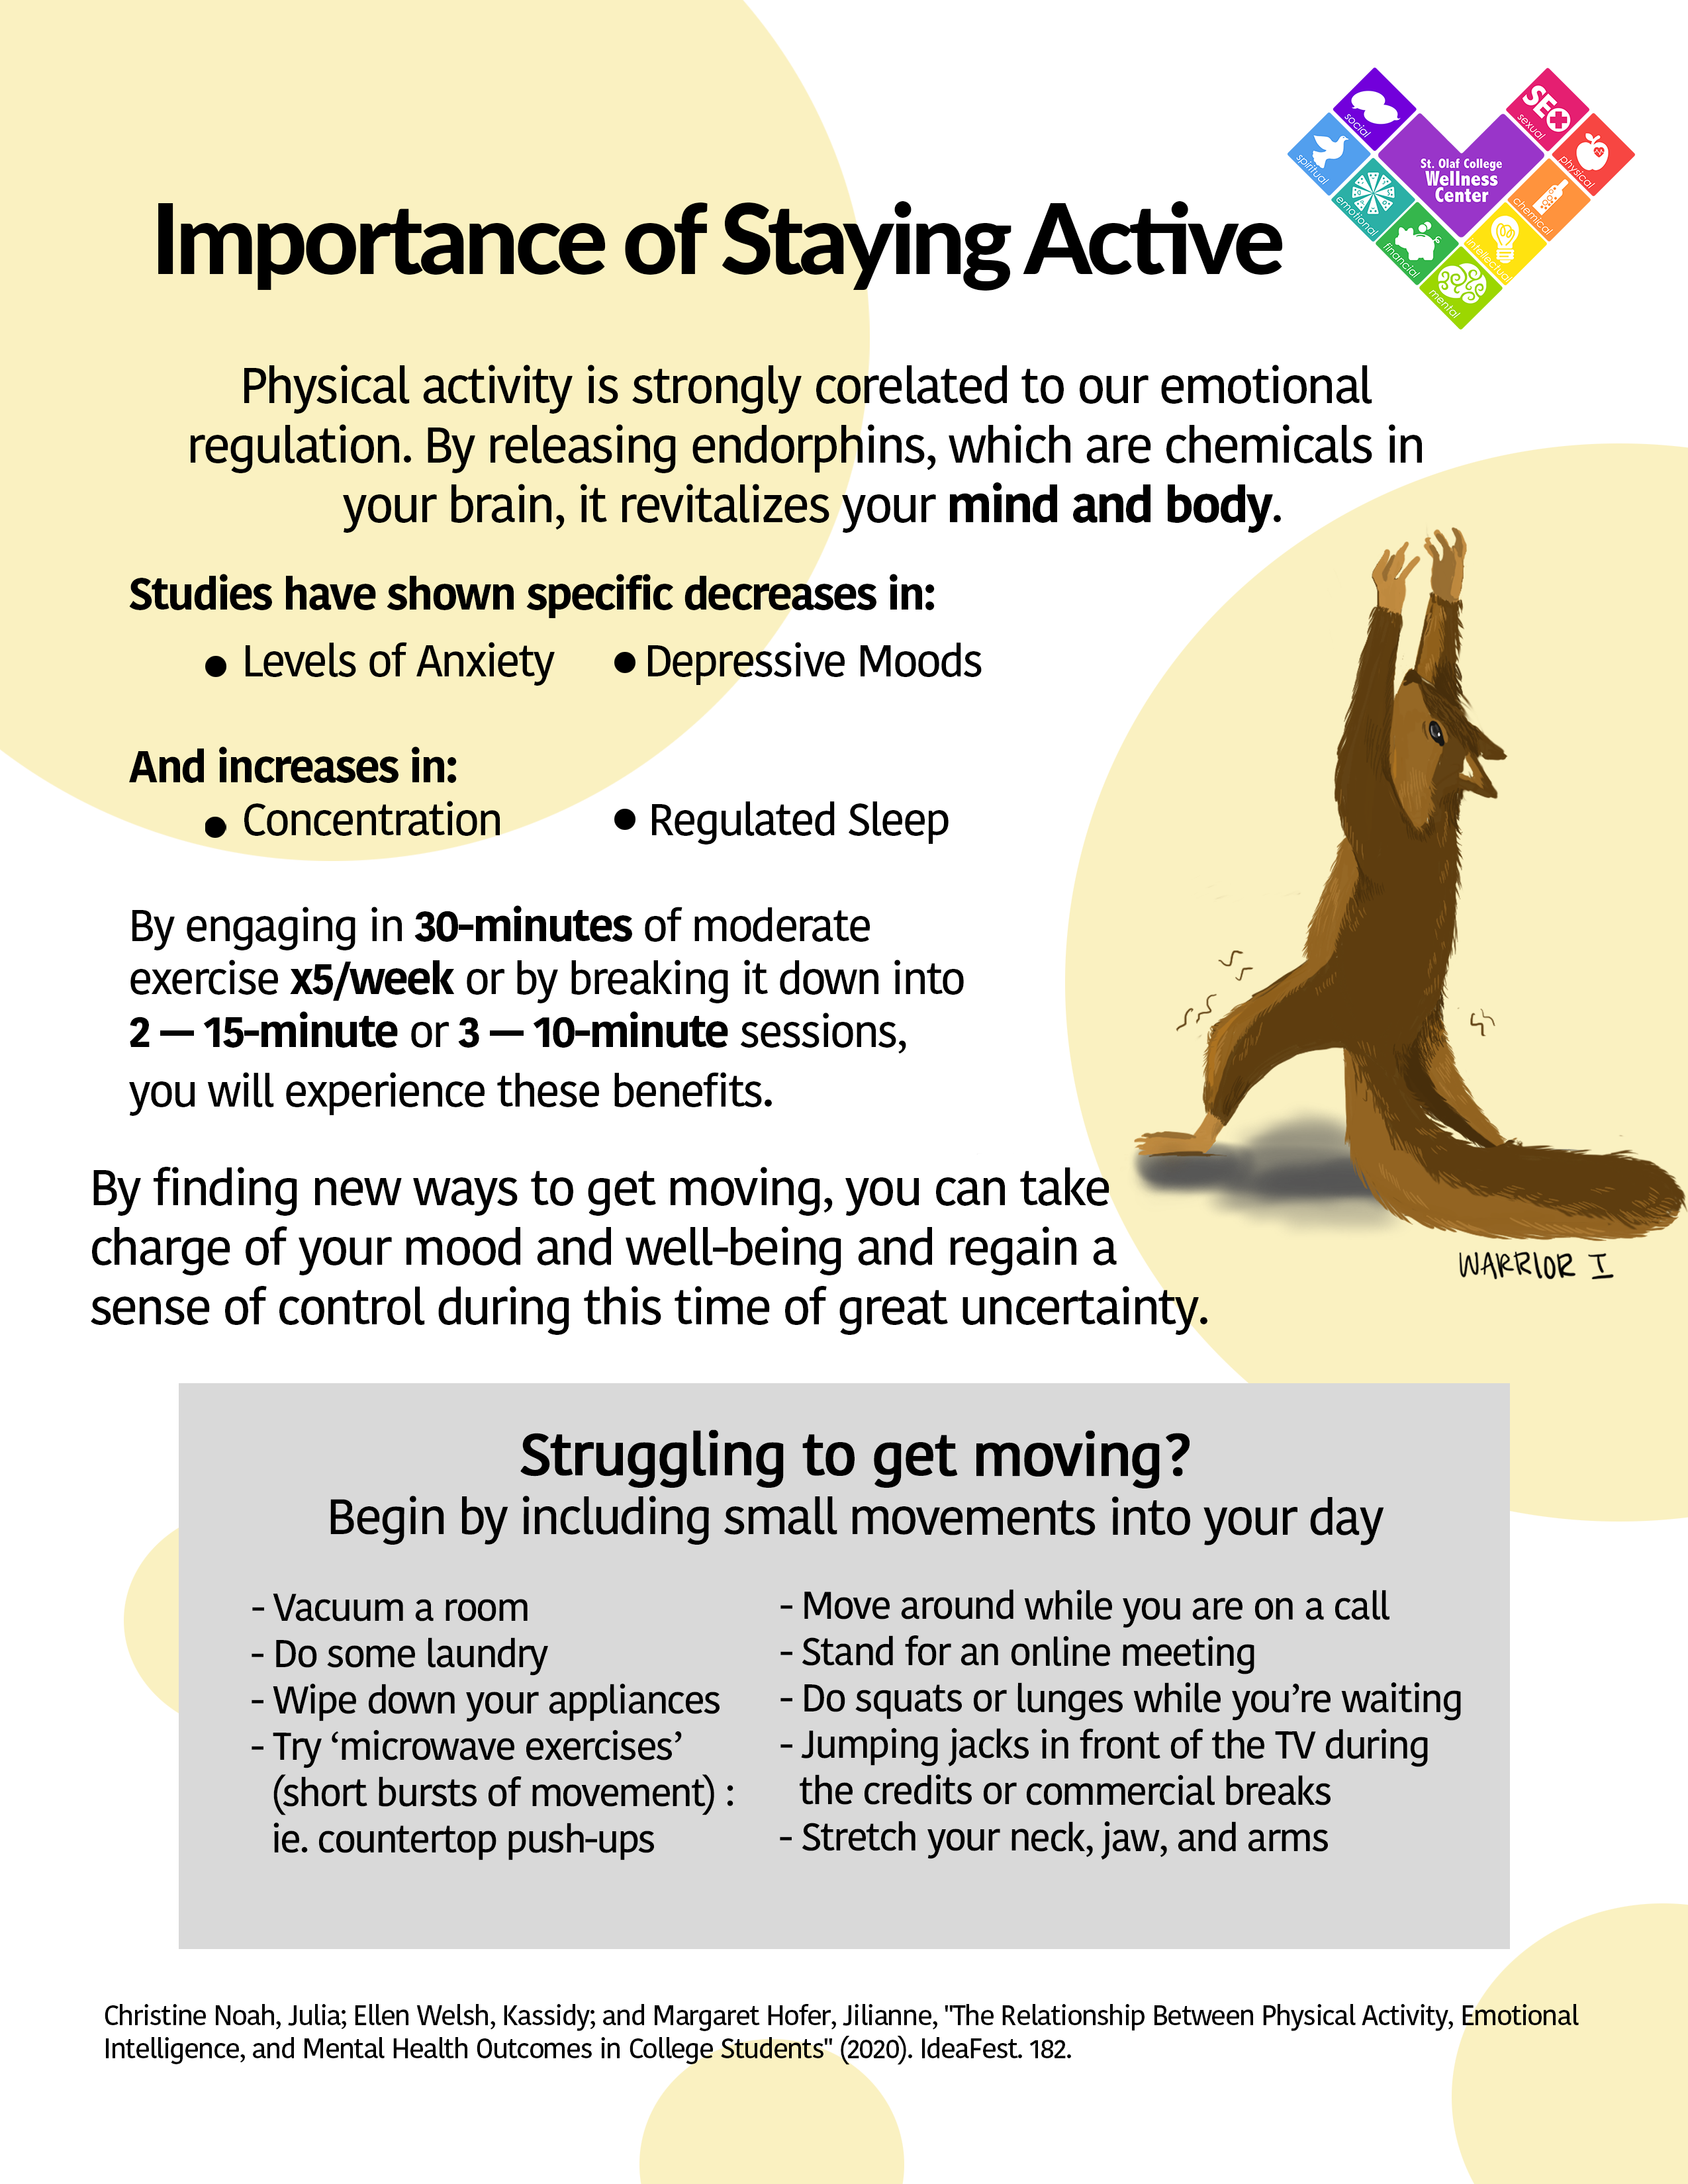 social
SEX
sexual
spiritual
St. Olaf College
Wellness
Center
physical
emotional
chemical
financial
intellectual
mental
Importance of Staying Active
Physical activity is strongly corelated to our emotional
regulation. By releasing endorphins, which are chemicals in
your brain, it revitalizes your mind and body.
Studies have shown specific decreases in:
● Levels of Anxiety ● Depressive Moods
And increases in:
● Concentration ● Regulated Sleep
By engaging in 30-minutes of moderate
exercise x5/week or by breaking it down into
2 — 15-minute or 3 — 10-minute sessions,
you will experience these benefits.
By finding new ways to get moving, you can take
charge of your mood and well-being and regain a
sense of control during this time of great uncertainty.
WARRIOR I
Struggling to get moving?
Begin by including small movements into your day
- Vacuum a room
- Do some laundry
- Wipe down your appliances
- Try ‘microwave exercises’
(short bursts of movement) :
ie. countertop push-ups
- Move around while you are on a call
- Stand for an online meeting
- Do squats or lunges while you’re waiting
- Jumping jacks in front of the TV during
the credits or commercial breaks
- Stretch your neck, jaw, and arms
Christine Noah, Julia; Ellen Welsh, Kassidy; and Margaret Hofer, Jilianne, "The Relationship Between Physical Activity, Emotional
Intelligence, and Mental Health Outcomes in College Students" (2020). IdeaFest. 182.